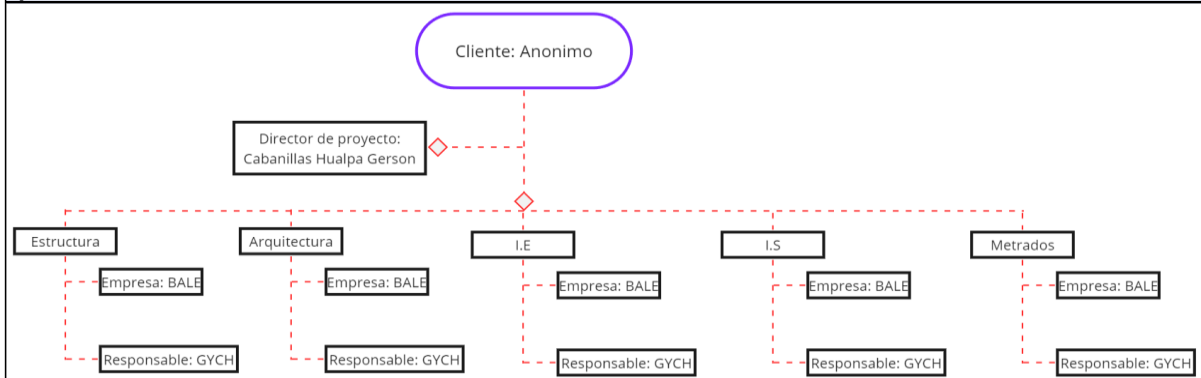 Cliente: Anonimo
Director de proyecto:
Cabanillas Hualpa Gerson
Estructura
Arquitectura
I.E
I.S
Metrados
Empresa: BALE
Empresa: BALE
Empresa: BALE
Empresa: BALE
Empresa: BALE
Responsable: GYCH
Responsable: GYCH
Responsable: GYCH
Responsable: GYCH
Responsable: GYCH